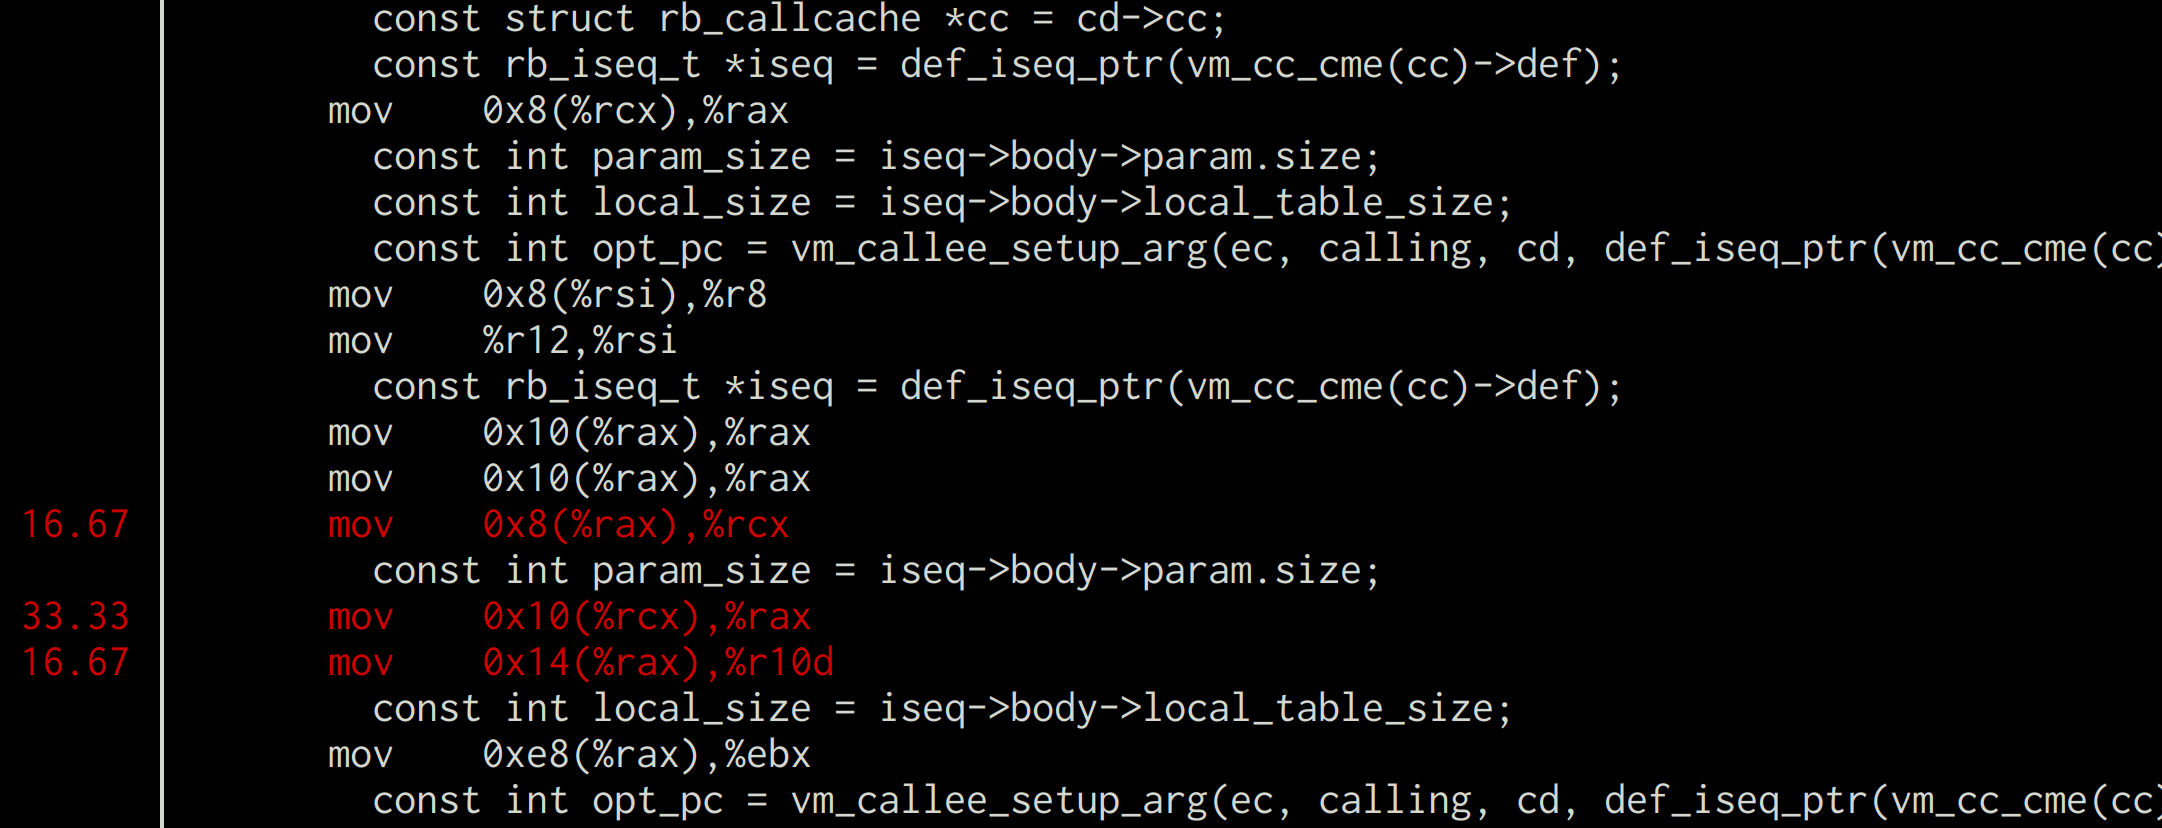 const struct rb_callcache *cc = cd->cc;
const rb_iseq_t *iseq = def_iseq_ptr(vm_cc_cme(cc)->def);
mov 0x8(%rcx),%rax
const int param_size = iseq->body->param.size;
const int local_size = iseq->body->local_table_size;
const int opt_pc = vm_callee_setup_arg(ec, calling, cd, def_iseq_ptr(vm_cc_cme(cc)
mov 0x8(%rsi),%r8
mov %r12,%rsi
const rb_iseq_t *iseq = def_iseq_ptr(vm_cc_cme(cc)->def);
mov 0x10(%rax),%rax
mov 0x10(%rax),%rax
16.67 mov 0x8(%rax),%rcx
const int param_size = iseq->body->param.size;
33.33 mov 0x10(%rcx),%rax
16.67 mov 0x14(%rax),%r10d
const int local_size = iseq->body->local_table_size;
mov 0xe8(%rax),%ebx
const int opt_pc = vm_callee_setup_arg(ec, calling, cd, def_iseq_ptr(vm_cc_cme(cc)